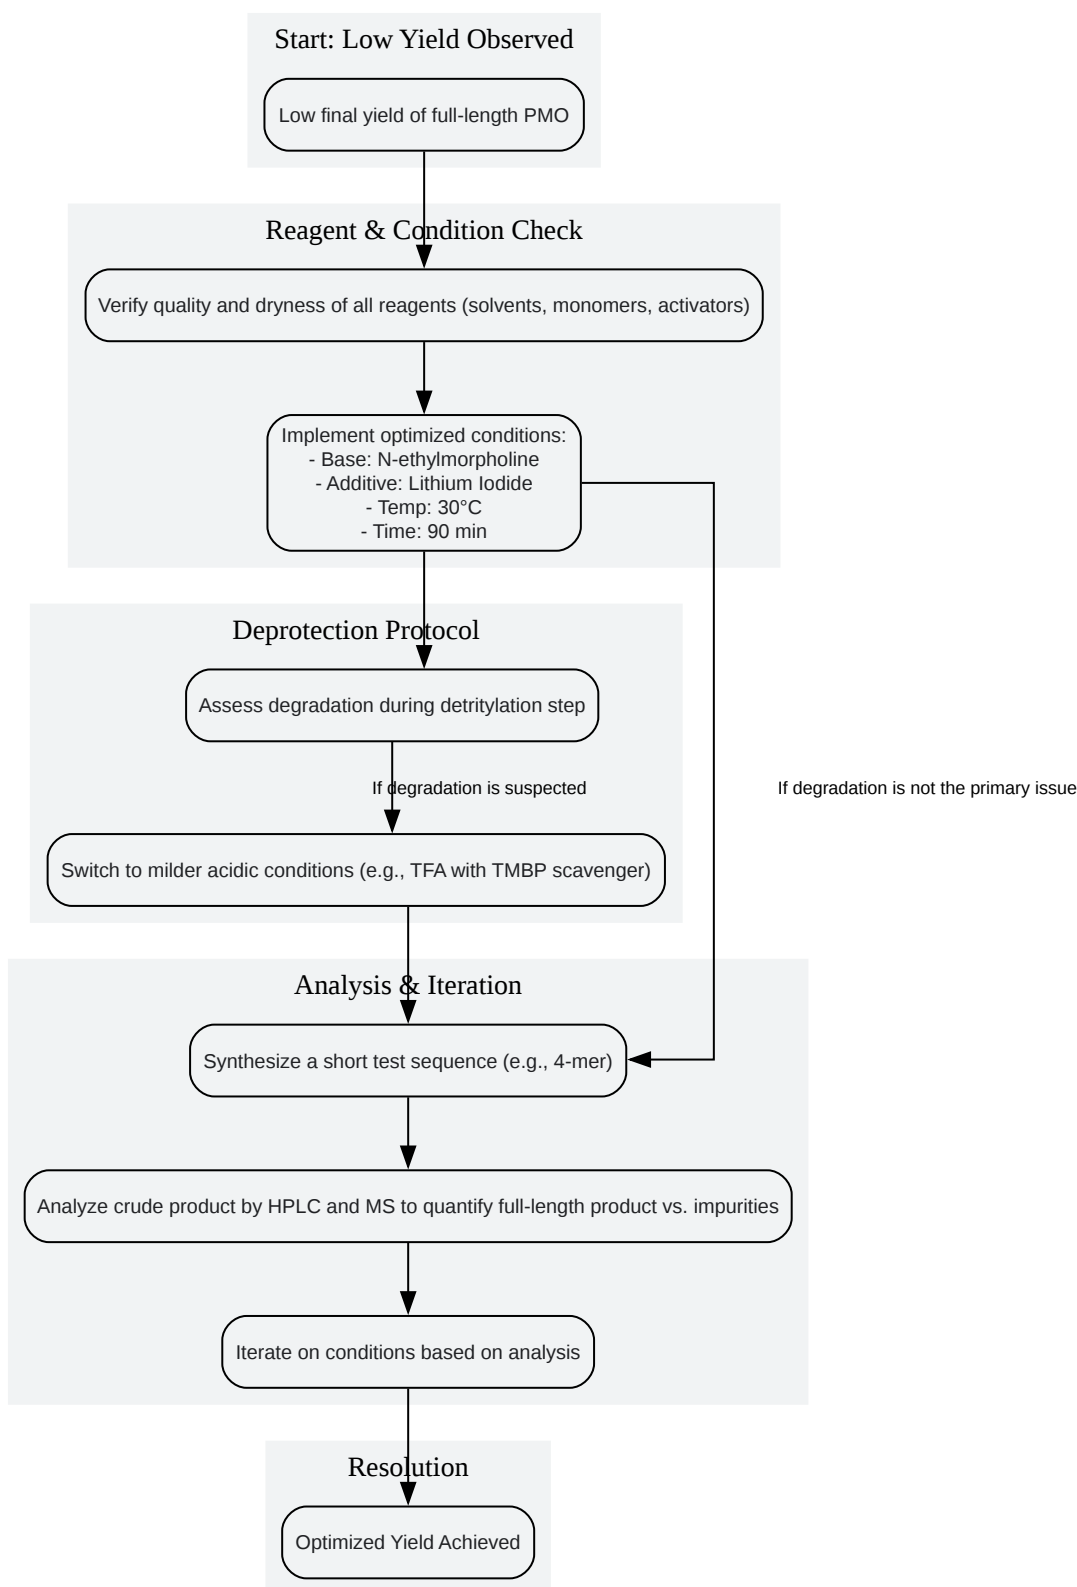 Start: Low Yield Observed
Low final yield of full-length PMO
Reagent & Condition Check
Verify quality and dryness of all reagents (solvents, monomers, activators)
Implement optimized conditions:
- Base: N-ethylmorpholine
- Additive: Lithium Iodide
- Temp: 30°C
- Time: 90 min
Deprotection Protocol
Assess degradation during detritylation step
If degradation is suspected
If degradation is not the primary issue
Switch to milder acidic conditions (e.g., TFA with TMBP scavenger)
Analysis & Iteration
Synthesize a short test sequence (e.g., 4-mer)
Analyze crude product by HPLC and MS to quantify full-length product vs. impurities
Iterate on conditions based on analysis
Resolution
Optimized Yield Achieved